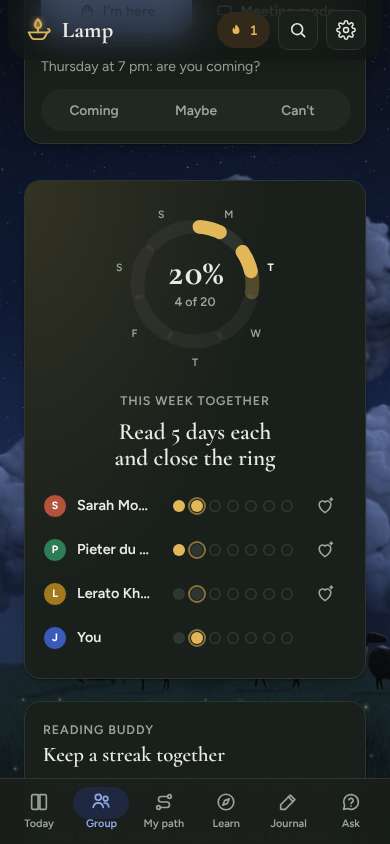 I'm here
Meeting mode
Lamp
1
Thursday at 7 pm: are you coming?
Coming
Maybe
Can't
S
M
S
T
20%
4 of 20
F
W
T
THIS WEEK TOGETHER
Read 5 days each
and close the ring
S
Sarah Mo...
P
Pieter du ...
L
Lerato Kh...
J
You
READING BUDDY
Keep a streak together
Today
Group
My path
Learn
Journal
Ask